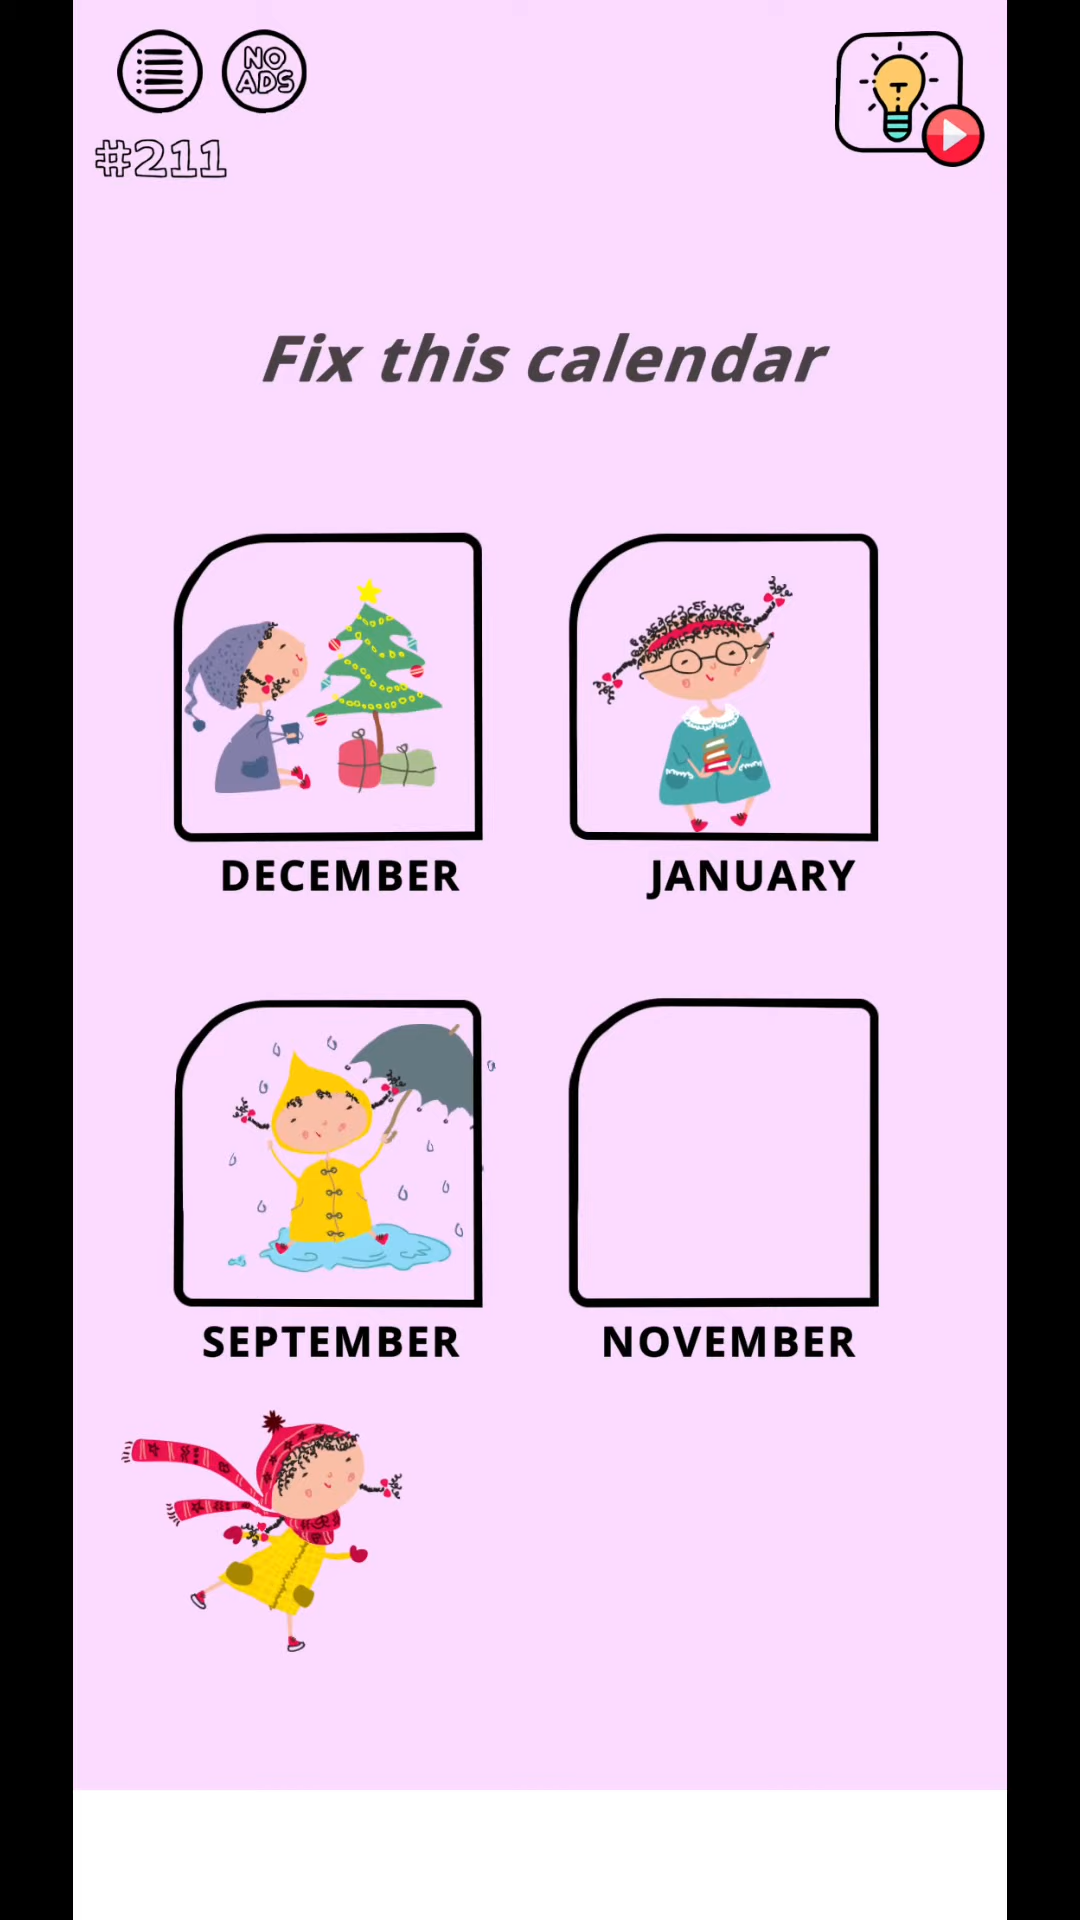 NO
ADS
#211
Fix this calendar
DECEMBER
JANUARY
SEPTEMBER
NOVEMBER